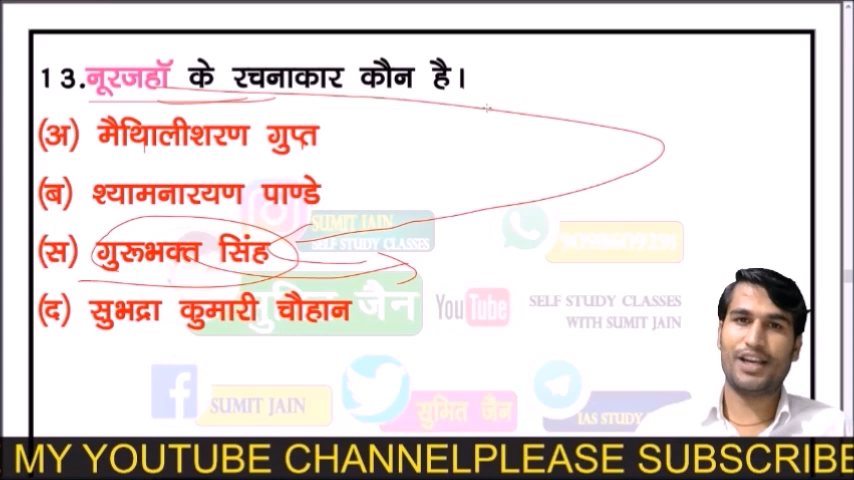 13.नूरजहाॅ के रचनाकार कौन है।
(अ) मैथिालीशरण गुप्त
(ब) श्यामनारयण पाण्डे
SUMIT JAIN
SELF STUDY CLASSES
(स) गुरूभक्त सिंह
(द) सुभद्रा कुमारी चौहान
सुमित जैन
YouTube
SELF STUDY CLASSES
WITH SUMIT JAIN
SUMIT JAIN
सुमित जैन
IAS STUDY
MY YOUTUBE CHANNELPLEASE SUBSCRIBE